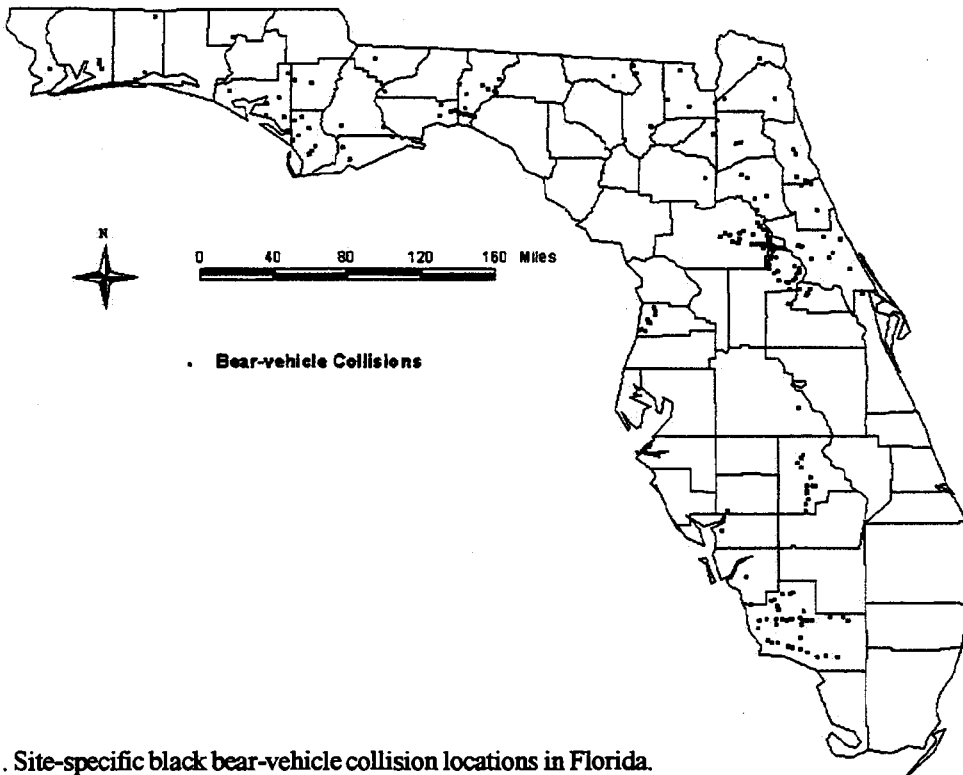 N
0 40 80 120 160 Miles
Bear-vehicle Collisions
. Site-specific black bear-vehicle collision locations in Florida.